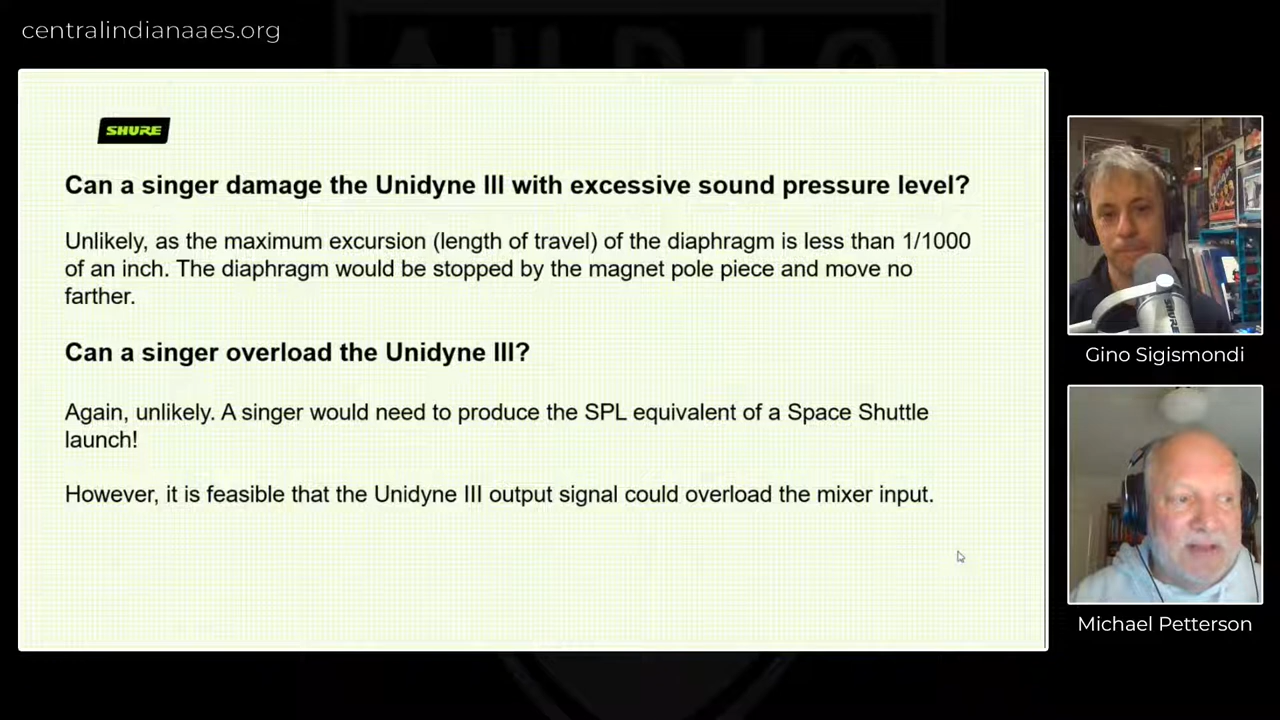 centralindianaaes.org
AUDIO
SHURE
Can a singer damage the Unidyne III with excessive sound pressure level?
Unlikely, as the maximum excursion (length of travel) of the diaphragm is less than 1/1000
of an inch. The diaphragm would be stopped by the magnet pole piece and move no
farther.
Can a singer overload the Unidyne III?
Again, unlikely. A singer would need to produce the SPL equivalent of a Space Shuttle
launch!
However, it is feasible that the Unidyne III output signal could overload the mixer input.
SHURE
Gino Sigismondi
Michael Petterson